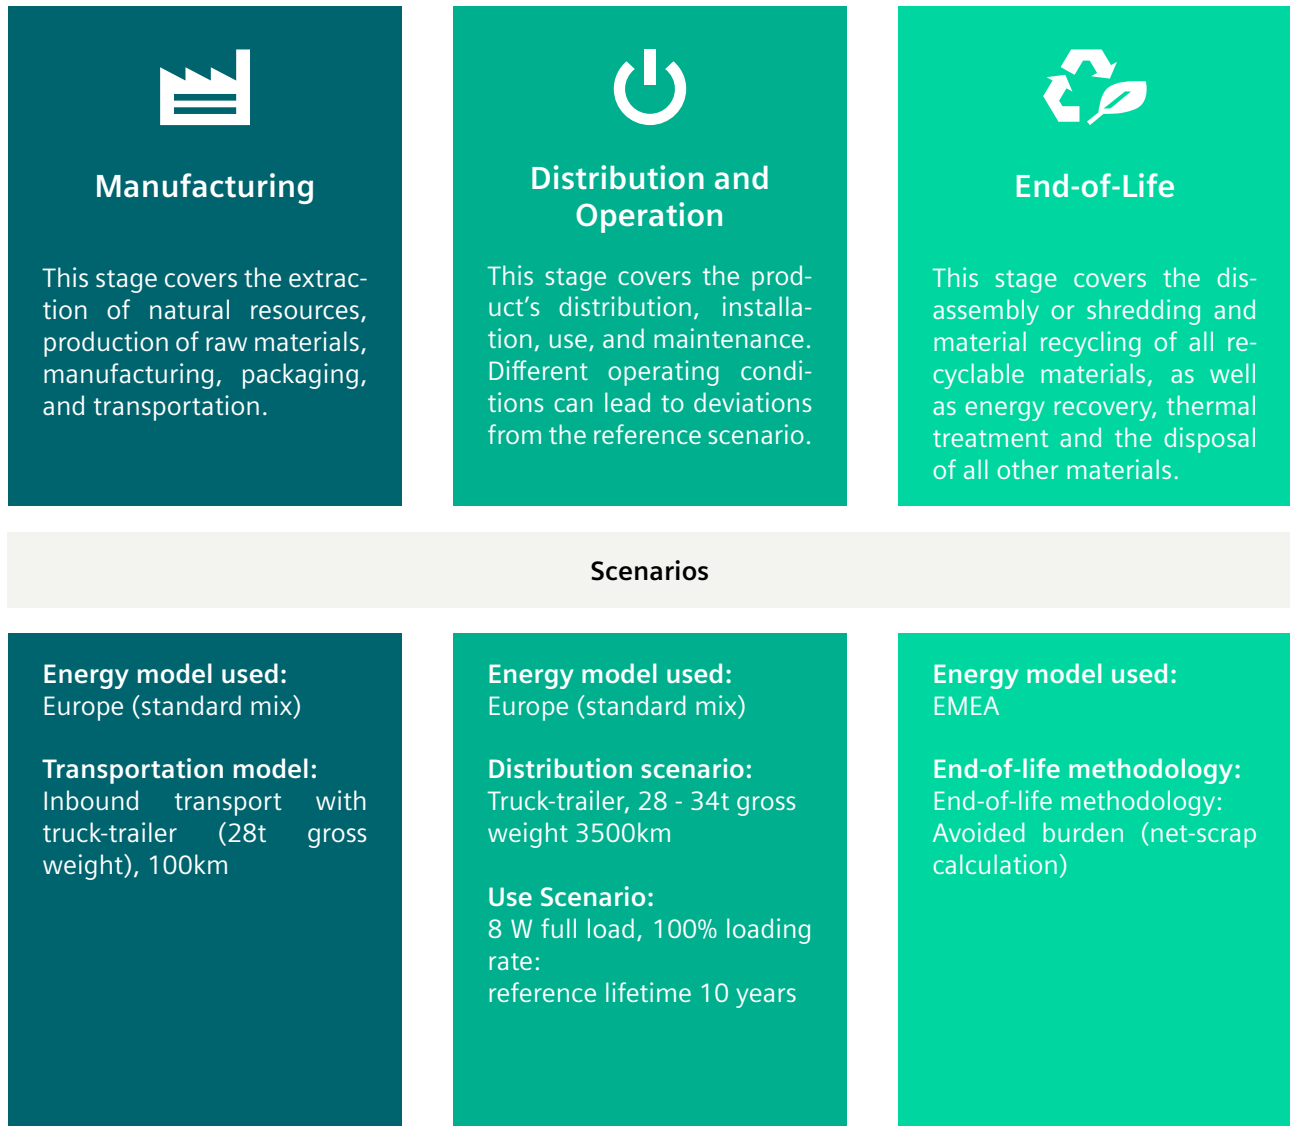 Manufacturing
This stage covers the extrac-
tion of natural resources,
production of raw materials,
manufacturing, packaging,
and transportation.
Distribution and
Operation
This stage covers the prod-
uct's distribution, installa-
tion, use, and maintenance.
Different operating condi-
tions can lead to deviations
from the reference scenario.
End-of-Life
This stage covers the dis-
assembly or shredding and
material recycling of all re-
cyclable materials, as well
as energy recovery, thermal
treatment and the disposal
of all other materials.
Scenarios
Energy model used:
Europe (standard mix)
Transportation model:
Inbound transport with
truck-trailer (28t gross
weight), 100km
Energy model used:
Europe (standard mix)
Distribution scenario:
Truck-trailer, 28 - 34t gross
weight 3500km
Use Scenario:
8 W full load, 100% loading
rate:
reference lifetime 10 years
Energy model used:
EMEA
End-of-life methodology:
End-of-life methodology:
Avoided burden (net-scrap
calculation)